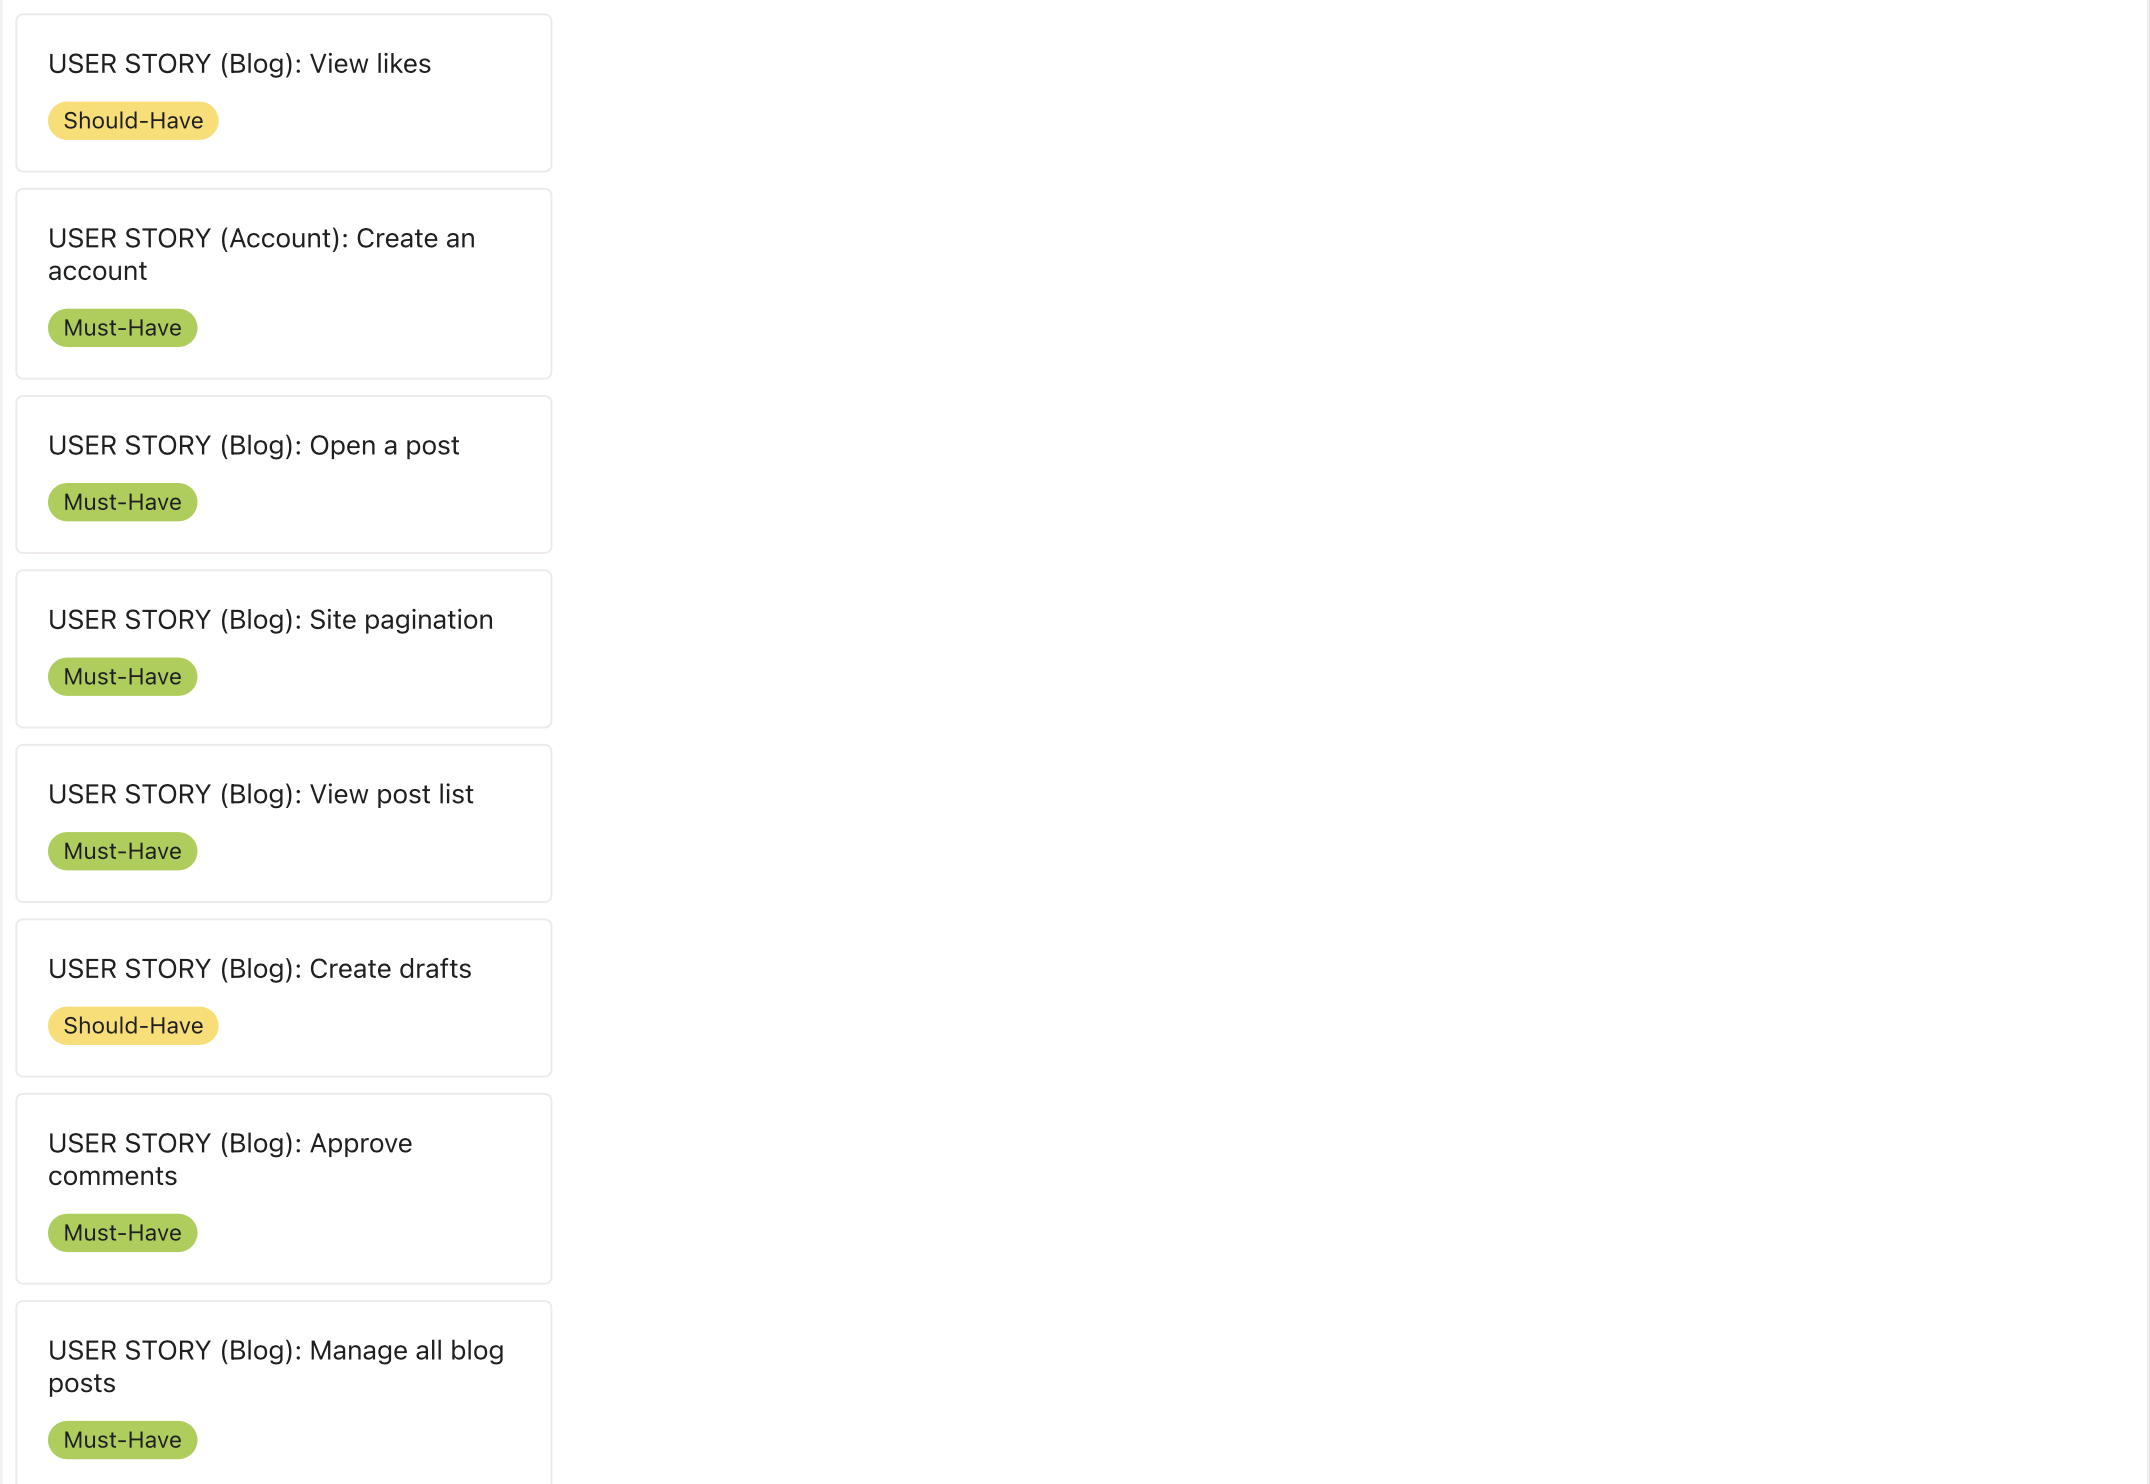 USER STORY (Blog): View likes
Should-Have
USER STORY (Account): Create an
account
Must-Have
USER STORY (Blog): Open a post
Must-Have
USER STORY (Blog): Site pagination
Must-Have
USER STORY (Blog): View post list
Must-Have
USER STORY (Blog): Create drafts
Should-Have
USER STORY (Blog): Approve
comments
Must-Have
USER STORY (Blog): Manage all blog
posts
Must-Have